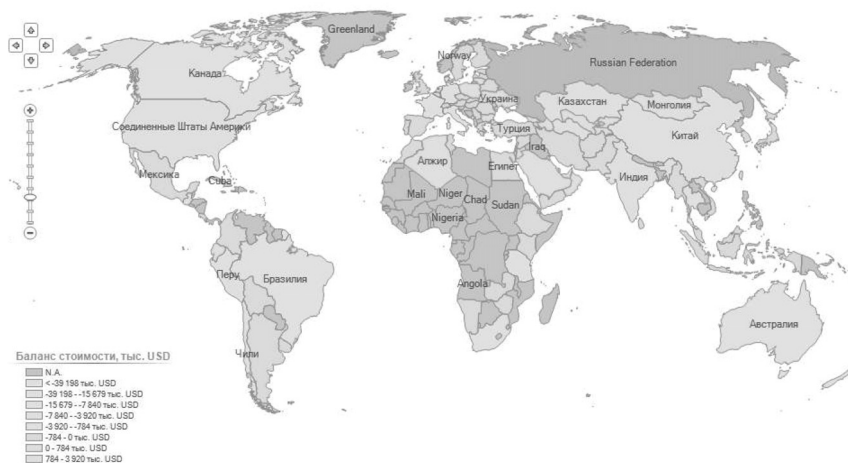 Greenland
Norway
Russian Federation
Канада
Украина
Казахстан
Монголия
Соединенные Штаты Америки
Турция
Китай
Iraq
Алжир
Египет
Мексика
Cuba
Индия
Mali
Niger
Chad
Sudan
Nigeria
Перу
Бразилия
Angola
Австралия
Чили
Баланс стоимости, тыс. USD
N.A.
< -39 198 тыс. USD
-39 198 - -15 679 тыс. USD
-15 679 - -7 840 тыс. USD
-7 840 - -3 920 тыс. USD
-3 920 - -784 тыс. USD
-784 - 0 тыс. USD
0 - 784 тыс. USD
784 - 3 920 тыс. USD